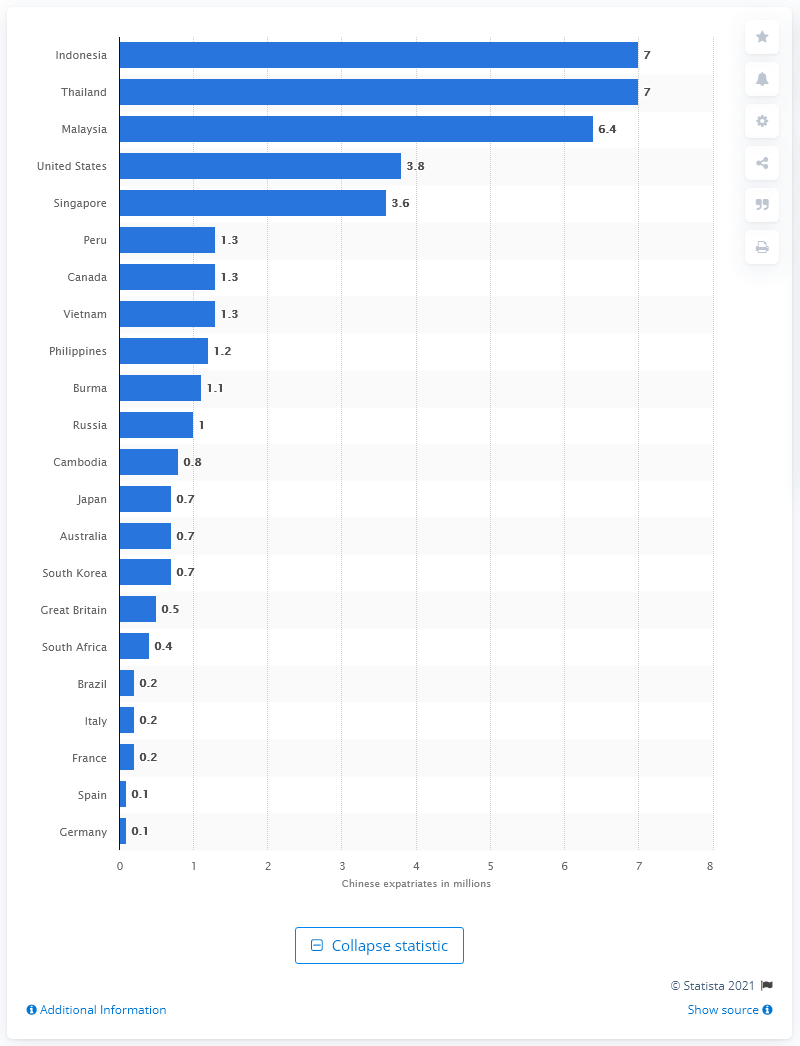 Indonesia 7
Thailand 7
Malaysia 6.4
United States 3.8
Singapore 3.6
Peru 1.3
Canada 1.3
Vietnam 1.3
Philippines 1.2
Burma 1.1
Russia 1
Cambodia 0.8
Japan 0.7
Australia 0.7
South Korea 0.7
Great Britain 0.5
South Africa 0.4
Brazil 0.2
Italy 0.2
France 0.2
Spain 0.1
Germany 0.1
0 1 2 3 4 5 6 7 8
Chinese expatriates in millions
Collapse statistic
© Statista 2021
Additional Information Show source